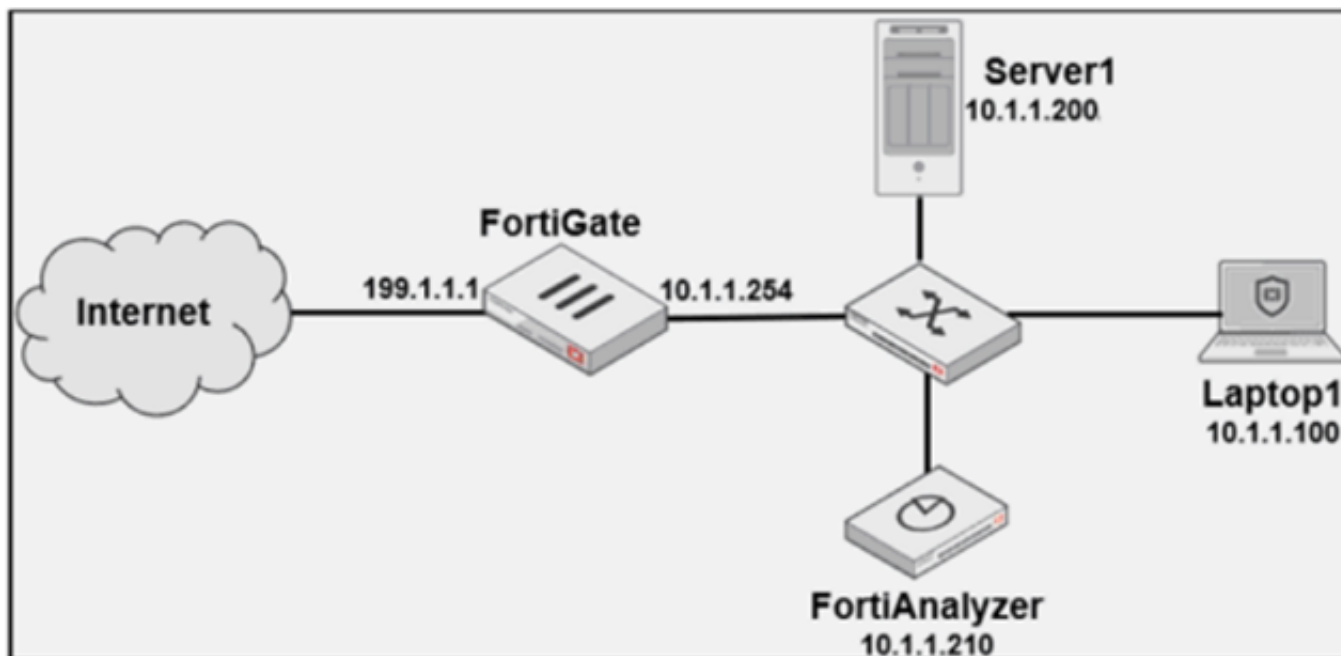 Server1
10.1.1.200
FortiGate
199.1.1.1
10.1.1.254
Internet
Laptop1
10.1.1.100
FortiAnalyzer
10.1.1.210